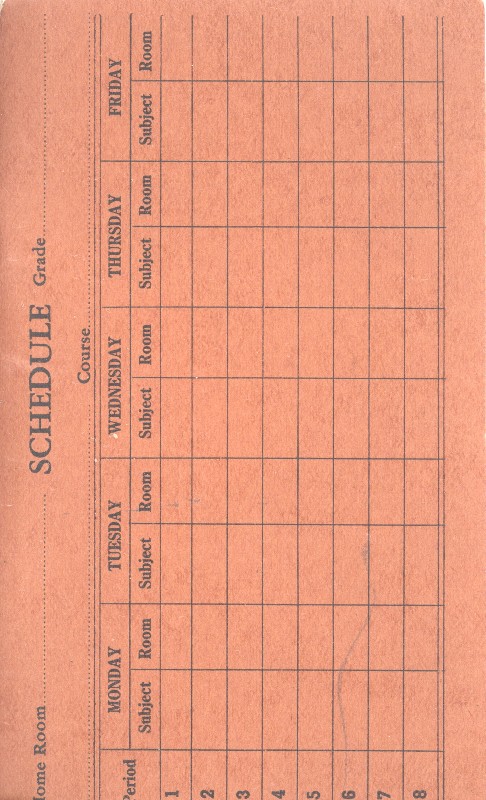 SCHEDULE
ome Room Grade
Course
MONDAY TUESDAY WEDNESDAY THURSDAY FRIDAY
Period Subject Room Subject Room Subject Room Subject Room Subject Room
1
2
3
4
5
6
7
8